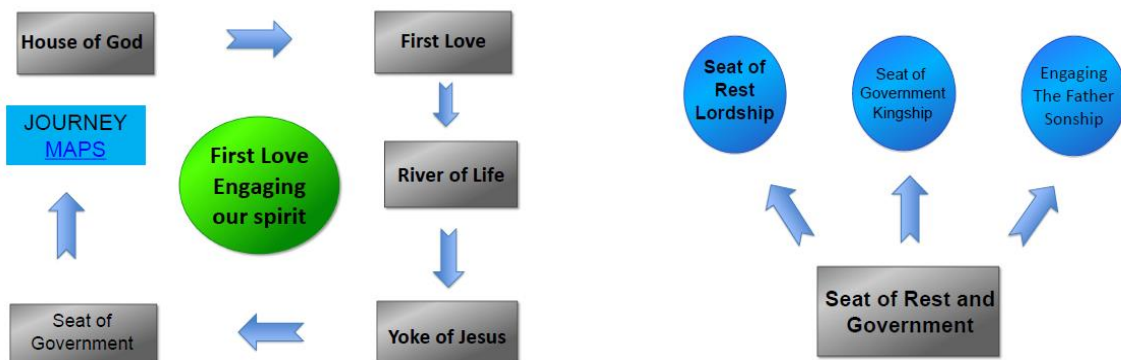 House of God
First Love
JOURNEY
MAPS
First Love
Engaging
our spirit
River of Life
Seat of
Government
Yoke of Jesus
Seat of
Rest
Lordship
Seat of
Government
Kingship
Engaging
The Father
Sonship
Seat of Rest and
Government